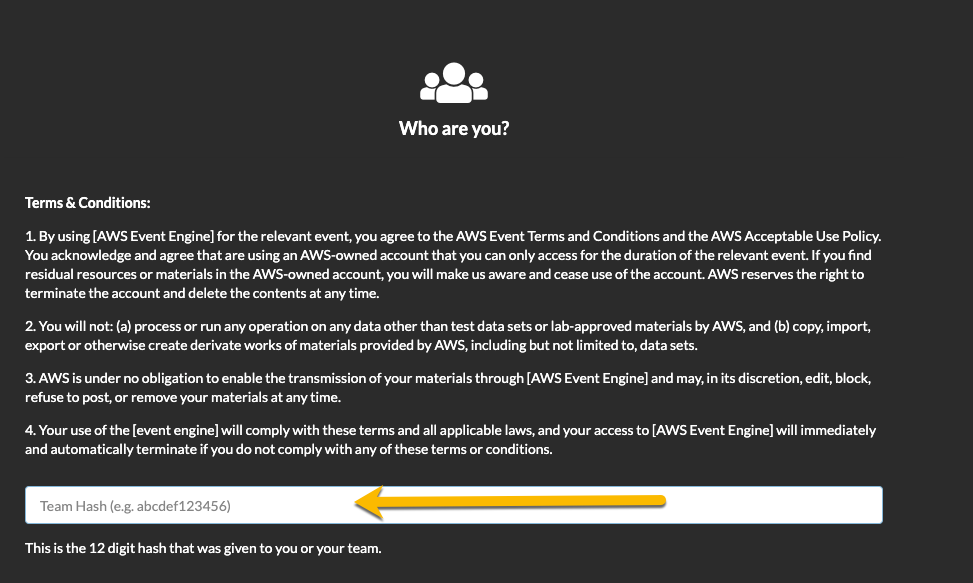 Who are you?
Terms & Conditions:
1. By using [AWS Event Engine] for the relevant event, you agree to the AWS Event Terms and Conditions and the AWS Acceptable Use Policy.
You acknowledge and agree that are using an AWS-owned account that you can only access for the duration of the relevant event. If you find
residual resources or materials in the AWS-owned account, you will make us aware and cease use of the account. AWS reserves the right to
terminate the account and delete the contents at any time.
2. You will not: (a) process or run any operation on any data other than test data sets or lab-approved materials by AWS, and (b) copy, import,
export or otherwise create derivate works of materials provided by AWS, including but not limited to, data sets.
3. AWS is under no obligation to enable the transmission of your materials through [AWS Event Engine] and may, in its discretion, edit, block,
refuse to post, or remove your materials at any time.
4. Your use of the [event engine] will comply with these terms and all applicable laws, and your access to [AWS Event Engine] will immediately
and automatically terminate if you do not comply with any of these terms or conditions.
Team Hash (e.g. abcdef123456)
This is the 12 digit hash that was given to you or your team.